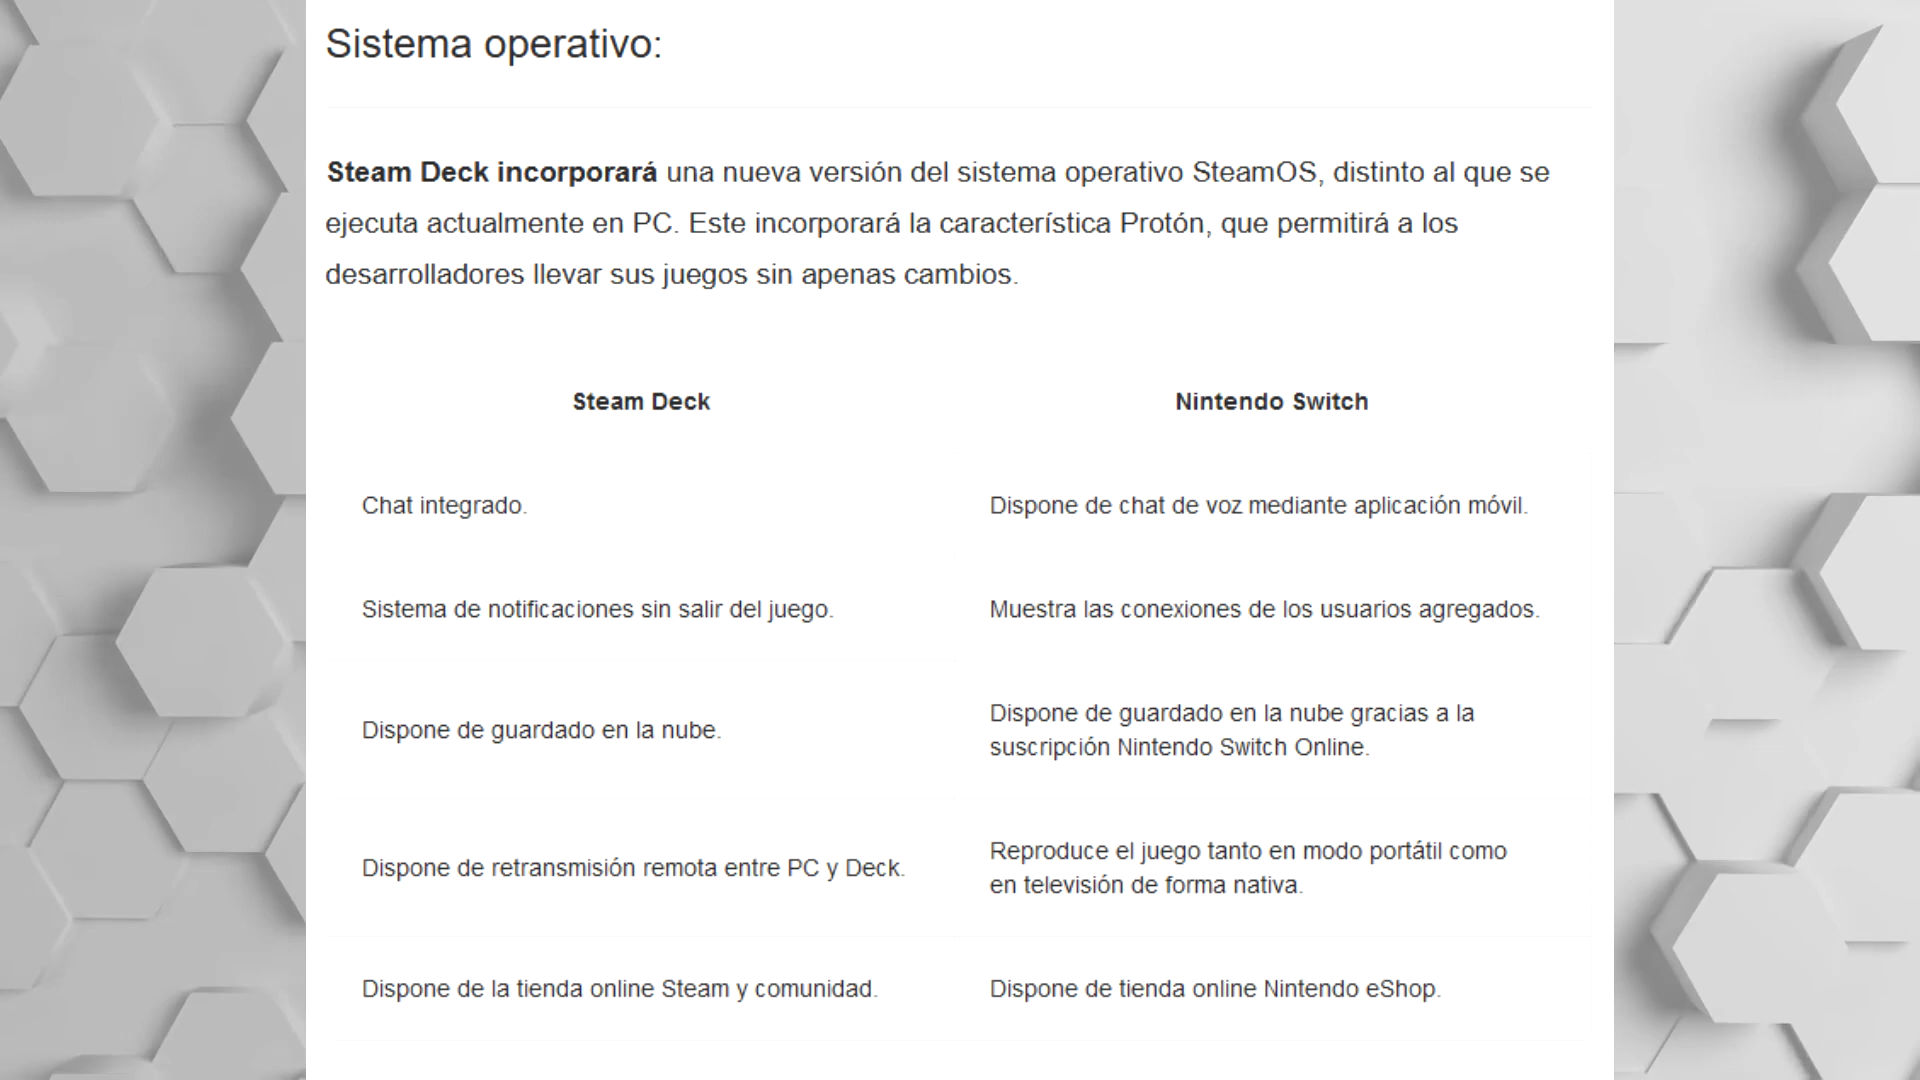 Sistema operativo:
Steam Deck incorporará una nueva versión del sistema operativo SteamOS, distinto al que se
ejecuta actualmente en PC. Este incorporará la característica Protón, que permitirá a los
desarrolladores llevar sus juegos sin apenas cambios.
Steam Deck
Nintendo Switch
Chat integrado.
Dispone de chat de voz mediante aplicación móvil.
Sistema de notificaciones sin salir del juego.
Muestra las conexiones de los usuarios agregados.
Dispone de guardado en la nube.
Dispone de guardado en la nube gracias a la
suscripción Nintendo Switch Online.
Dispone de retransmisión remota entre PC y Deck.
Reproduce el juego tanto en modo portátil como
en televisión de forma nativa.
Dispone de la tienda online Steam y comunidad.
Dispone de tienda online Nintendo eShop.